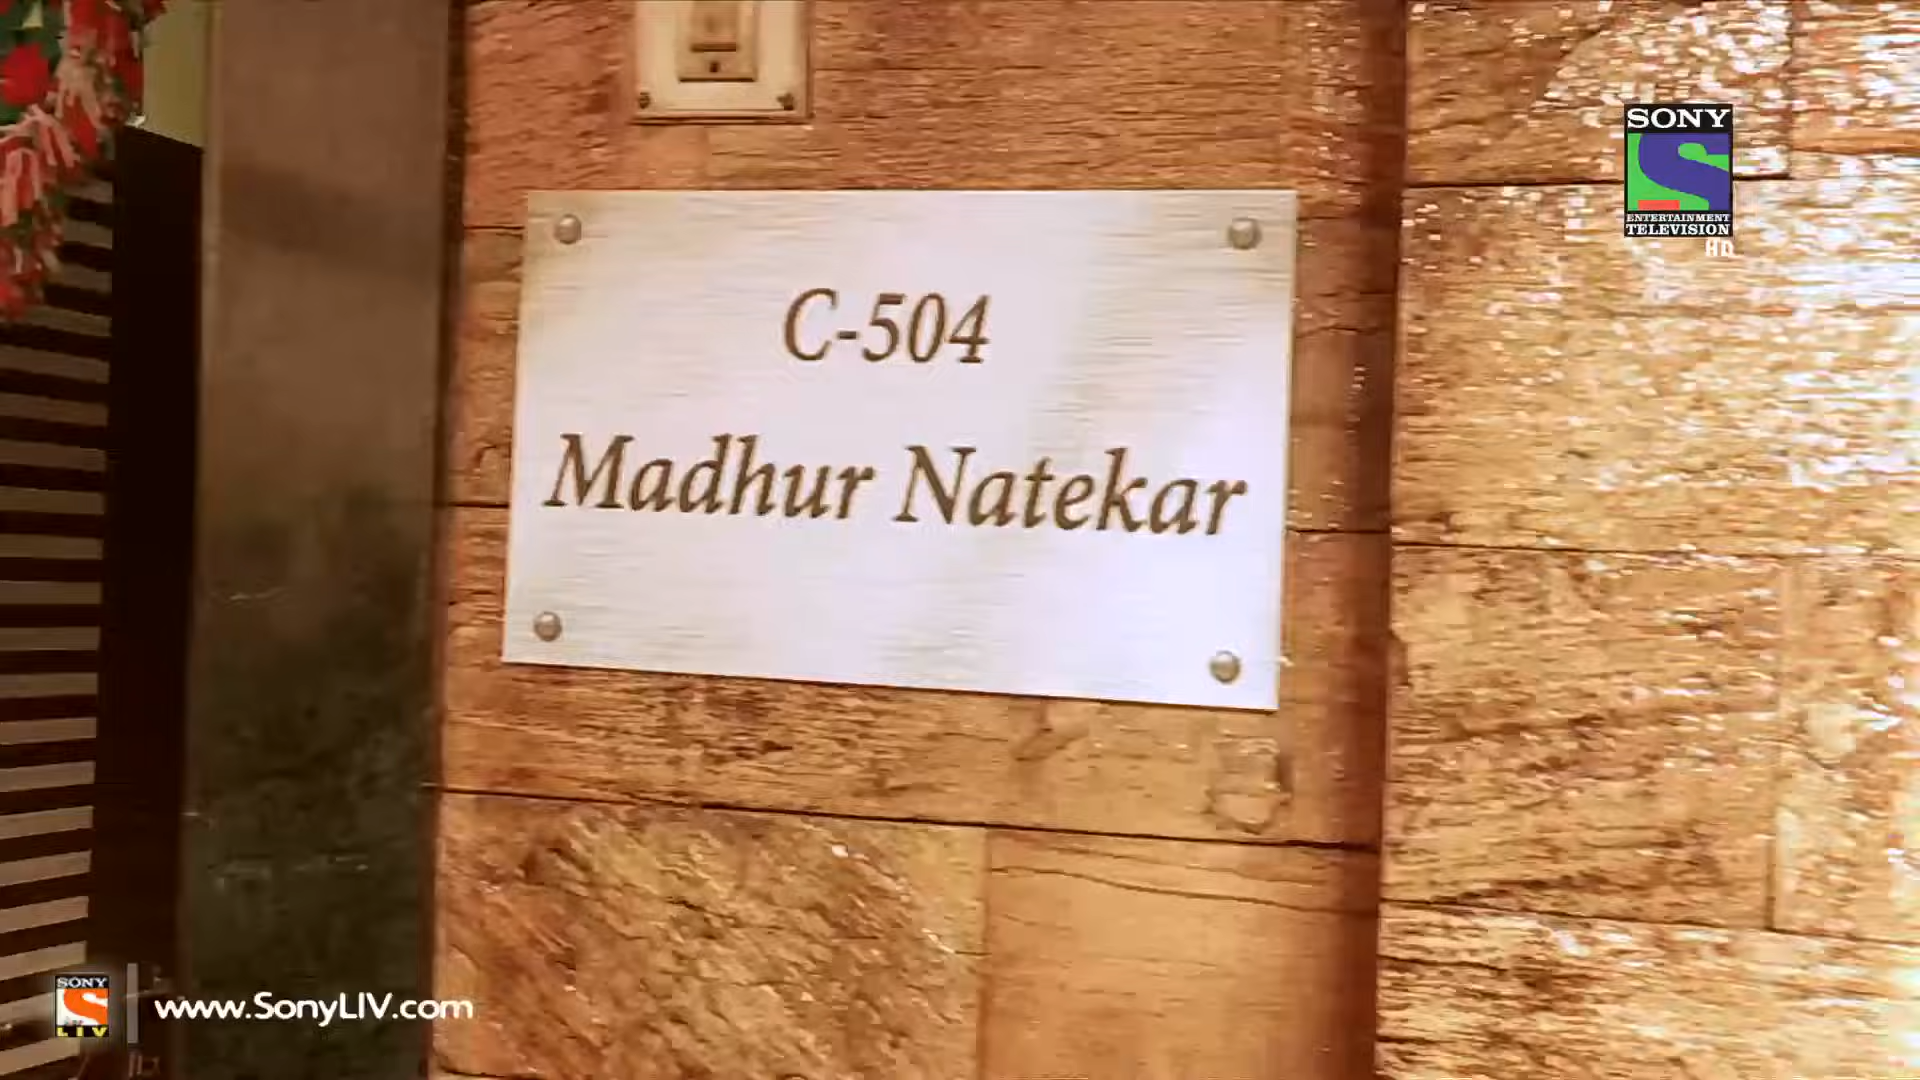 SONY
ENTERTAINMENT
TELEVISION
HD
C-504
Madhur Natekar
SONY
LIV
www.SonyLIV.com